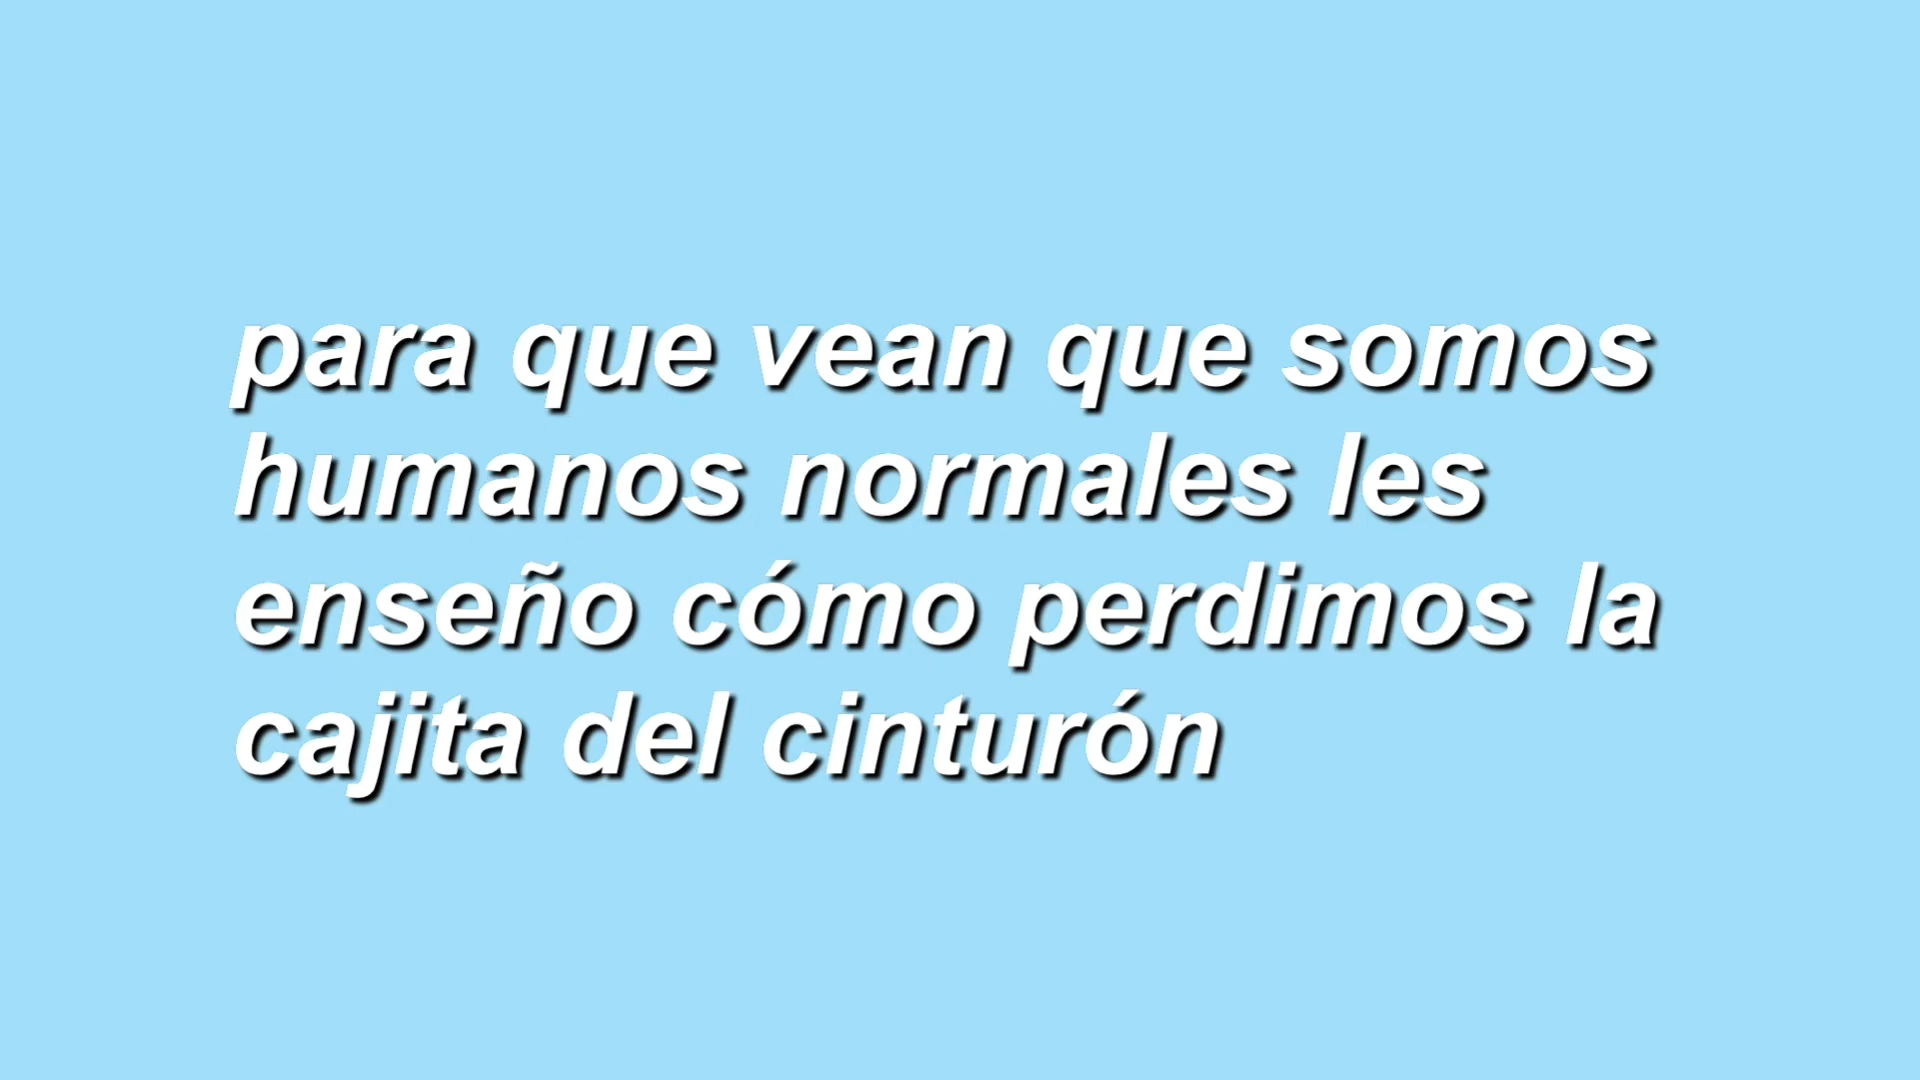 para que vean que somos
humanos normales les
enseño cómo perdimos la
cajita del cinturón